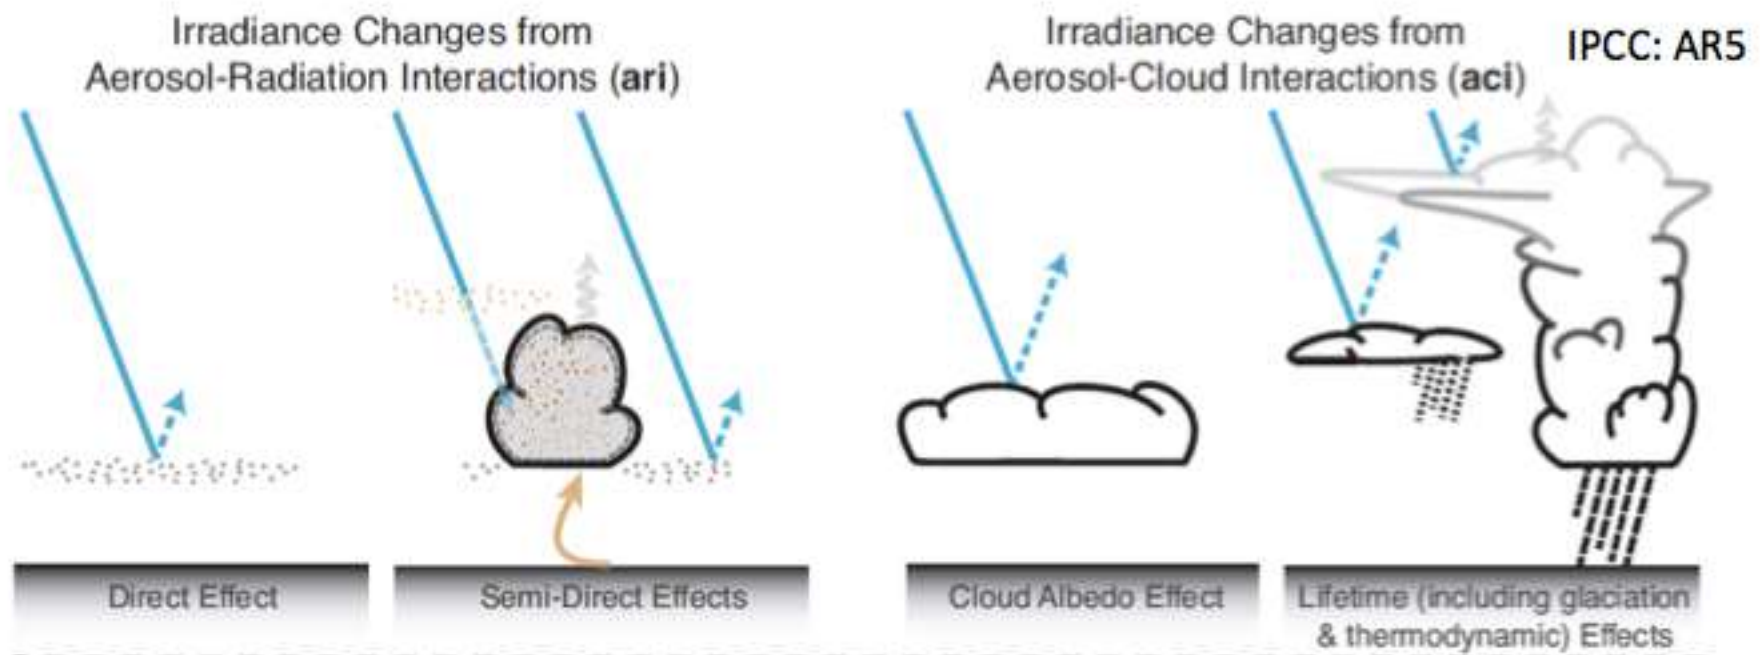 Irradiance Changes from
Aerosol-Radiation Interactions (ari)
Irradiance Changes from
Aerosol-Cloud Interactions (aci)
IPCC: AR5
Direct Effect
Semi-Direct Effects
Cloud Albedo Effect
Lifetime (including glaciation
& thermodynamic) Effects